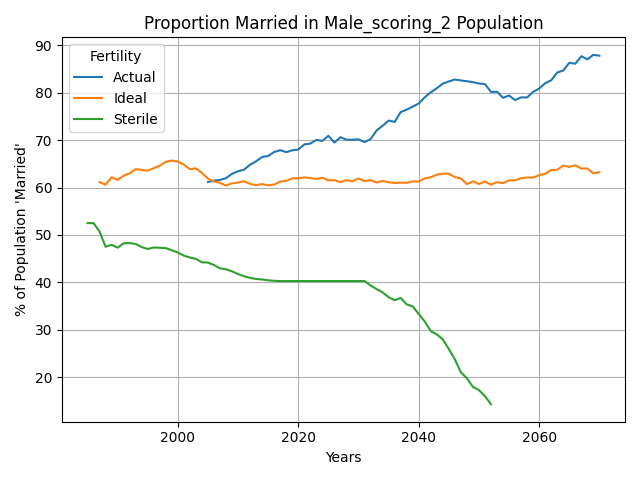 Proportion Married in Male_scoring_2 Population
% of Population 'Married'
90
80
70
60
50
40
30
20
Fertility
Actual
Ideal
Sterile
2000 2020 2040 2060
Years